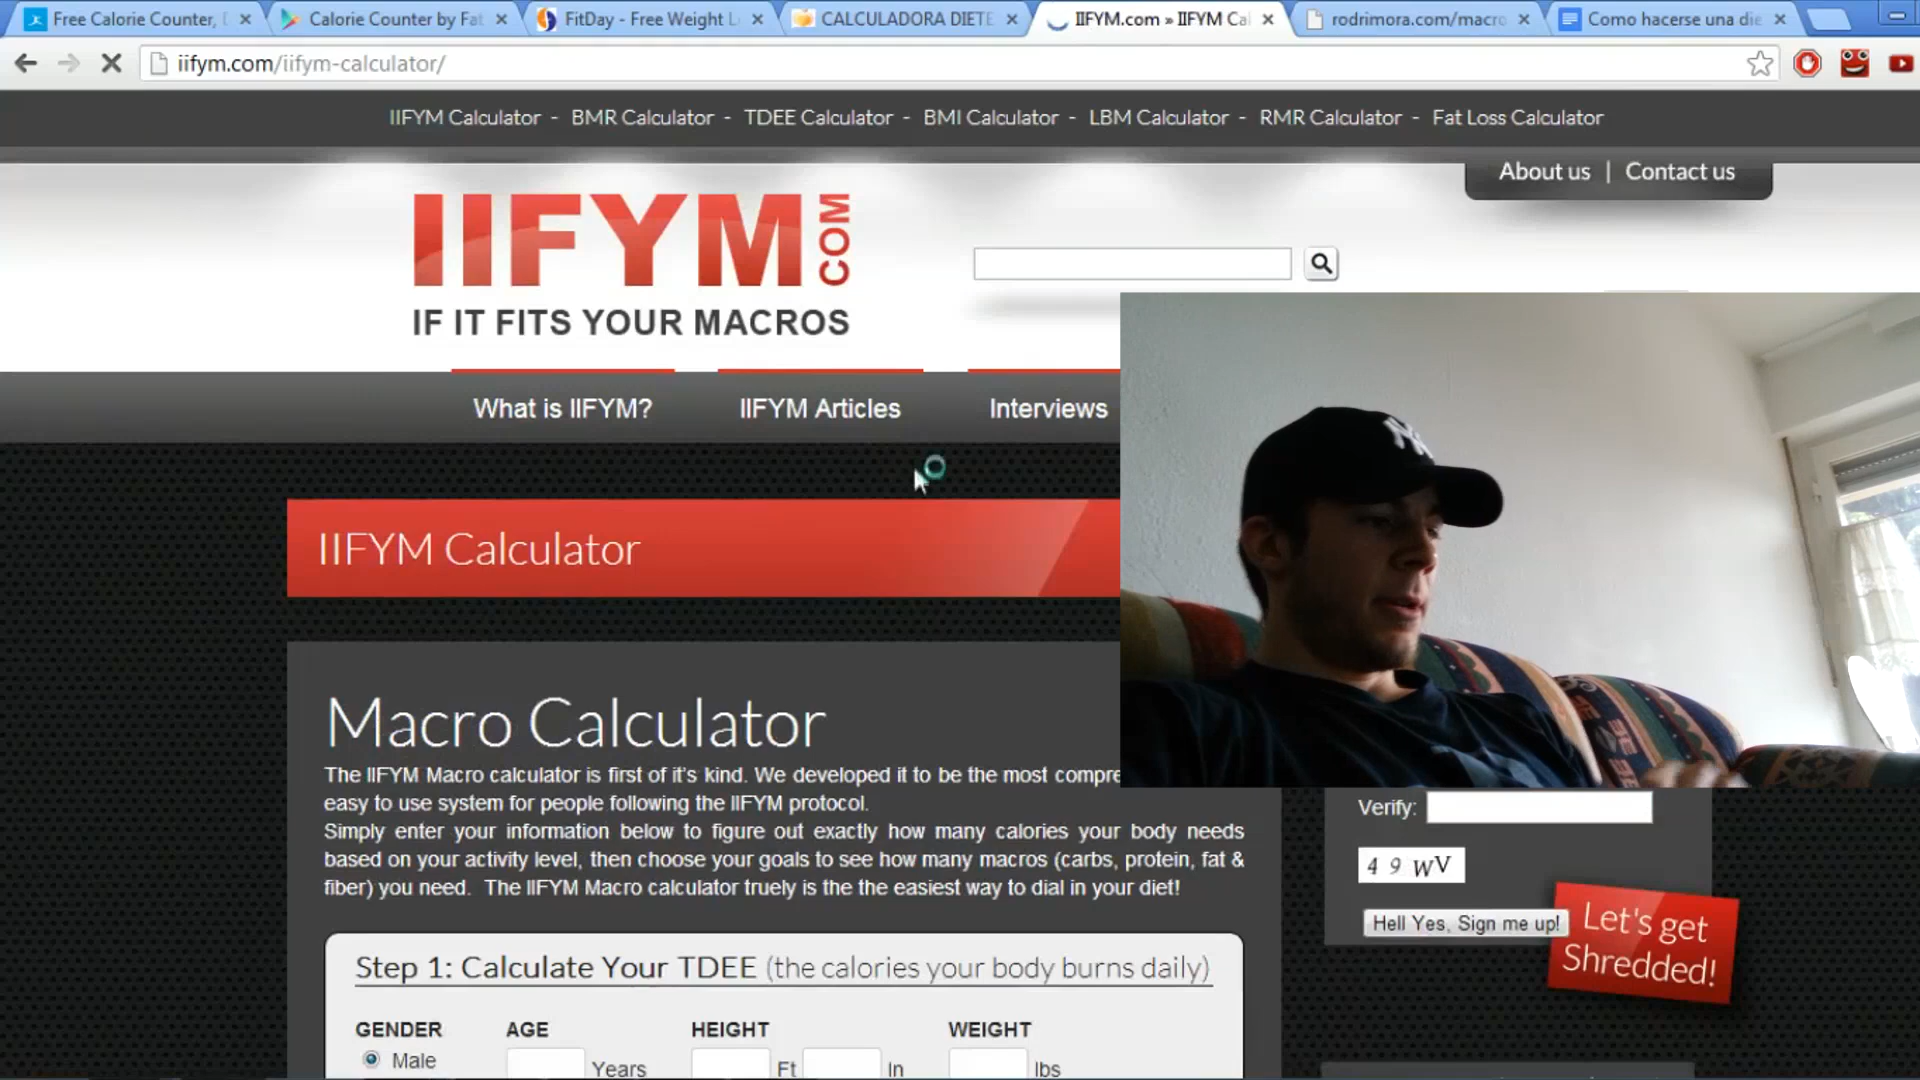 Free Calorie Counter,
Calorie Counter by Fat
FitDay - Free Weight L
CALCULADORA DIETE
IIFYM.com » IIFYM Cal
rodrimora.com/macro
Como hacerse una die
iifym.com/iifym-calculator/
IIFYM Calculator - BMR Calculator - TDEE Calculator - BMI Calculator - LBM Calculator - RMR Calculator - Fat Loss Calculator
About us | Contact us
IIFYM.COM
IF IT FITS YOUR MACROS
What is IIFYM?
IIFYM Articles
Interviews
IIFYM Calculator
Macro Calculator
The IIFYM Macro calculator is first of it's kind. We developed it to be the most compre
easy to use system for people following the IIFYM protocol.
Simply enter your information below to figure out exactly how many calories your body needs
based on your activity level, then choose your goals to see how many macros (carbs, protein, fat &
fiber) you need. The IIFYM Macro calculator truely is the the easiest way to dial in your diet!
Verify:
4 9 W V
Hell Yes, Sign me up!
Let's get
Shredded!
Step 1: Calculate Your TDEE (the calories your body burns daily)
GENDER
AGE
HEIGHT
WEIGHT
Male
Years
Ft
In
lbs